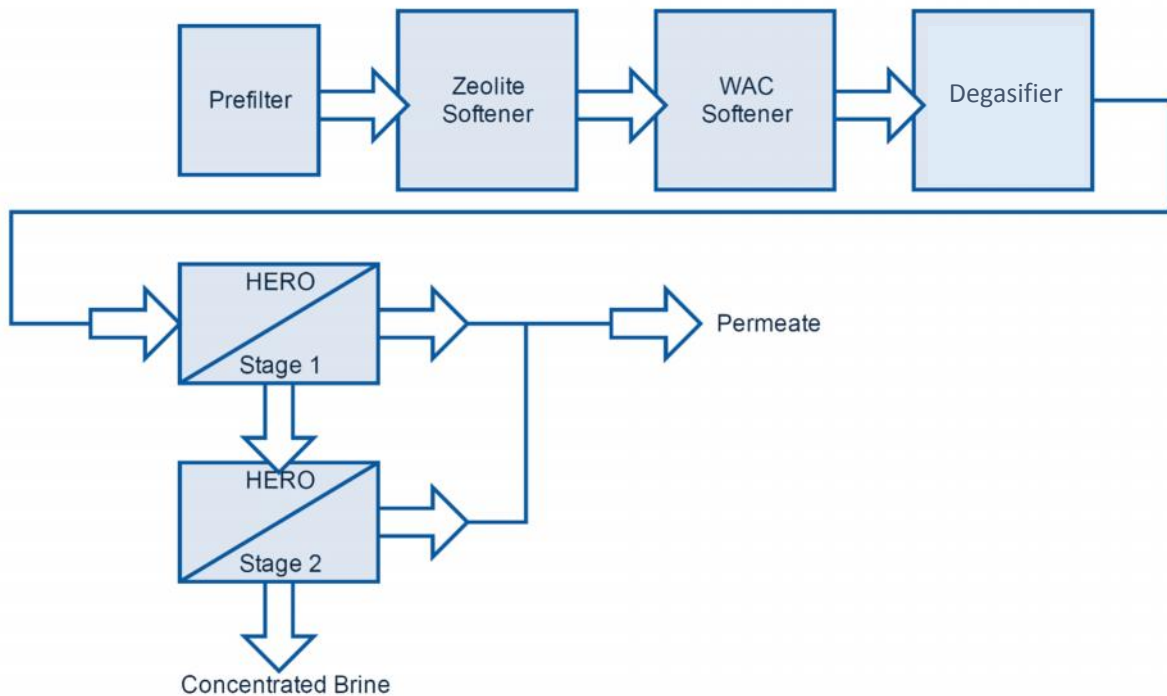 Prefilter
Zeolite
Softener
WAC
Softener
Degasifier
HERO
Stage 1
Permeate
HERO
Stage 2
Concentrated Brine